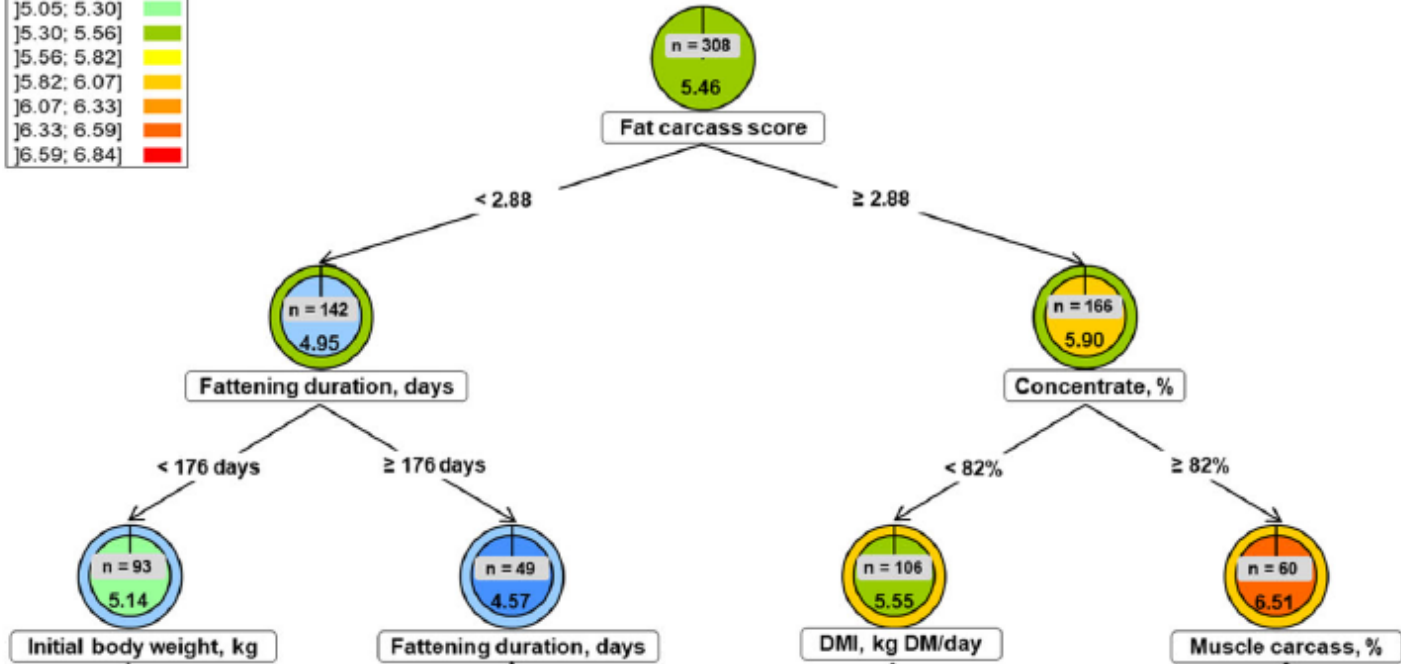 ]5.05; 5.30]
]5.30; 5.56]
]5.56; 5.82]
]5.82; 6.07]
]6.07; 6.33]
]6.33; 6.59]
]6.59; 6.84]
n = 308
5.46
Fat carcass score
< 2.88
≥ 2.88
n = 142
4.95
Fattening duration, days
n = 166
5.90
Concentrate, %
< 176 days
≥ 176 days
< 82%
≥ 82%
n = 93
5.14
Initial body weight, kg
n = 49
4.57
Fattening duration, days
n = 106
5.55
DMI, kg DM/day
n = 60
6.51
Muscle carcass, %